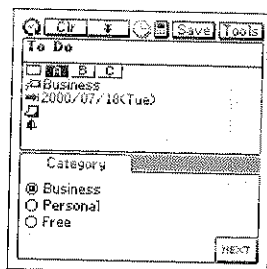 Clr Save Tools
To Do
A B C
Business
2000/07/18(Tue)
Category
Business
Personal
Free
NEXT